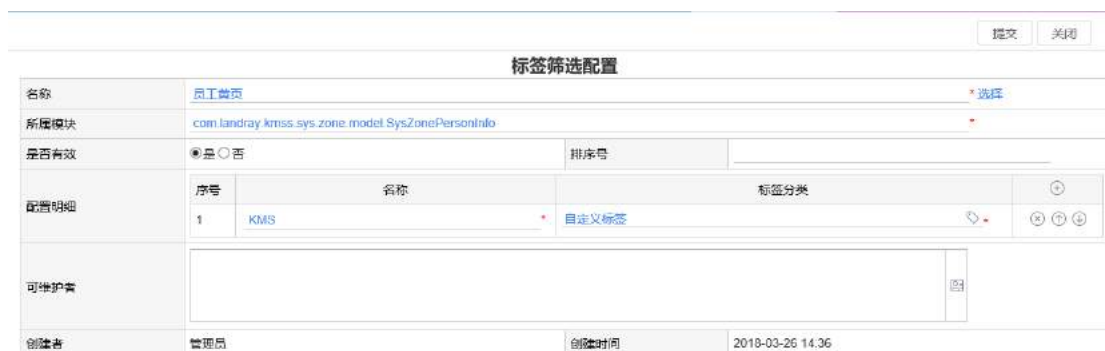 提交 关闭
标签筛选配置
名称 员工黄页 * 选择
所属模块 com.landray.kmss.sys.zone.model.SysZonePersonInfo *
是否有效 是 否 排序号
配置明细 序号 名称 标签分类
1 KMS * 自定义标签 *
可维护者
创建者 管理员 创建时间 2018-03-26 14:36